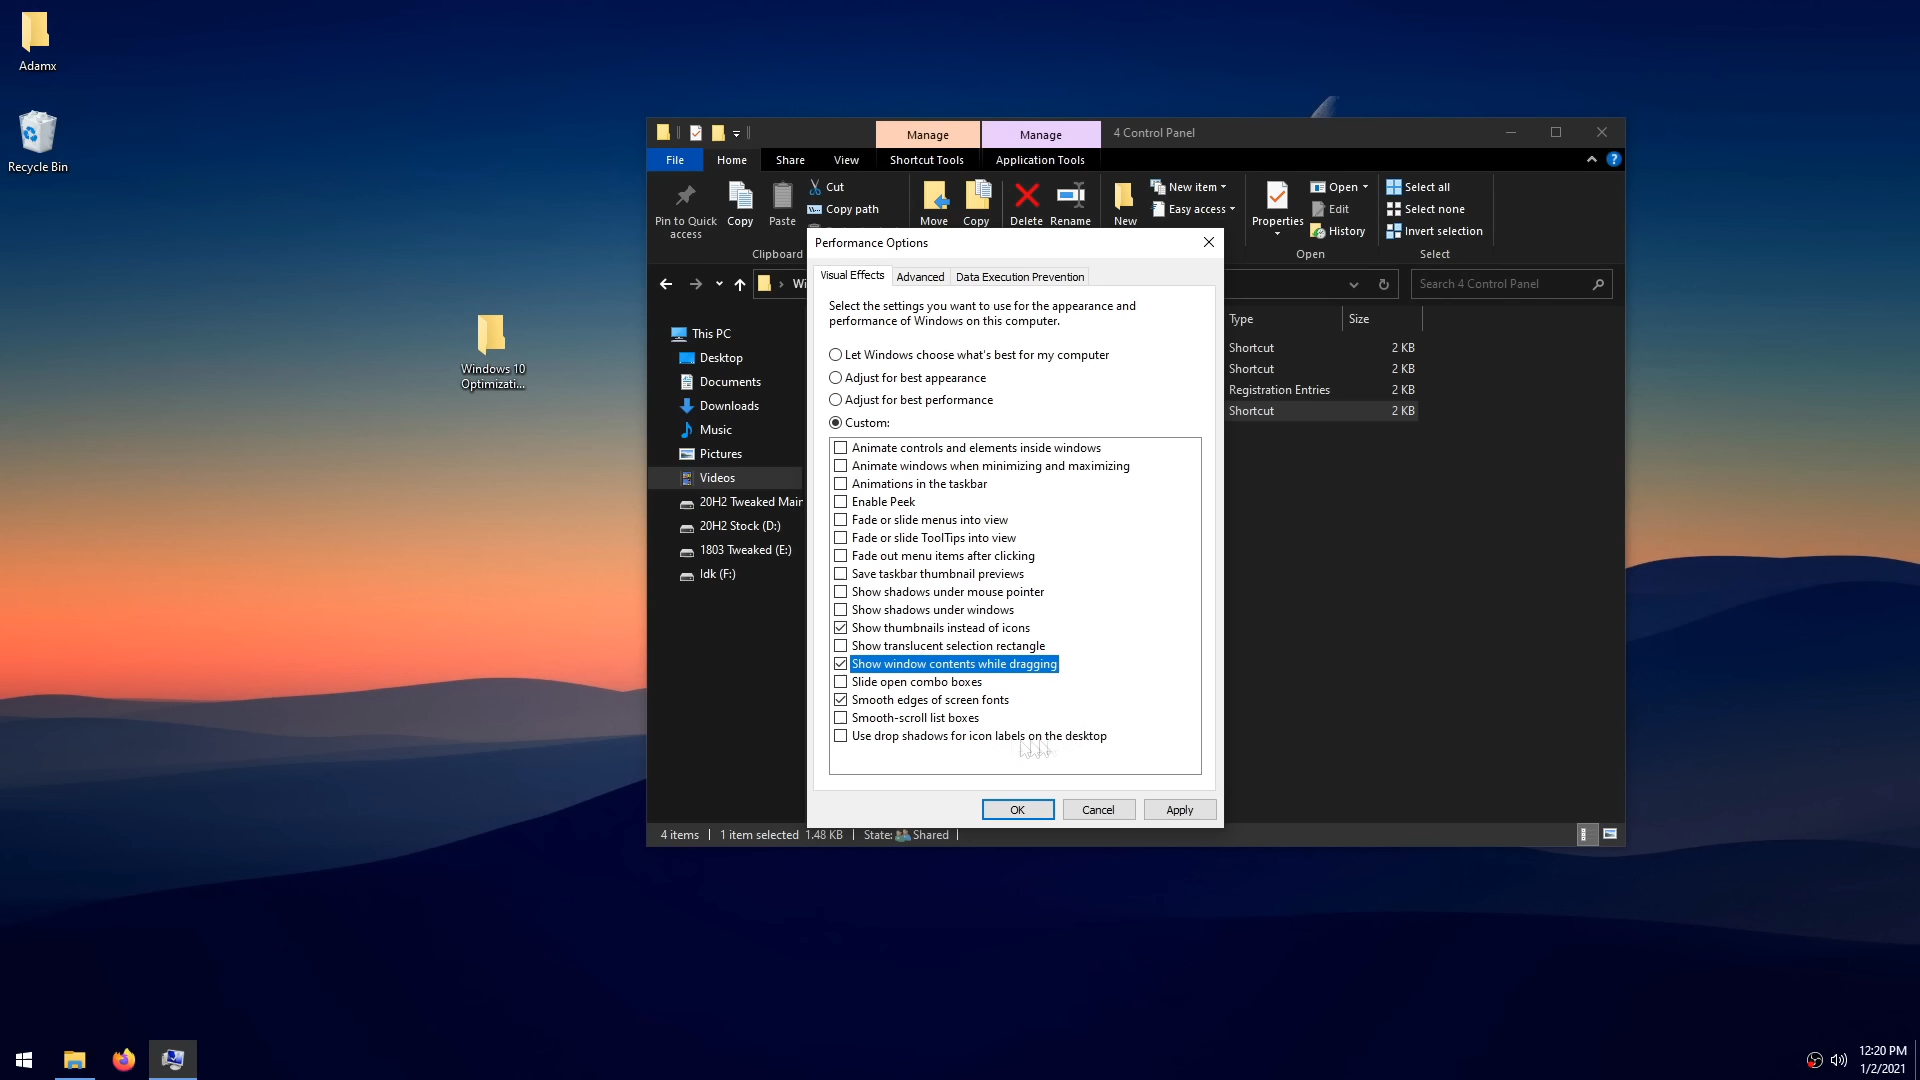 Adamx
Recycle Bin
Windows 10
Optimizati...
Manage
Manage
4 Control Panel
File
Home
Share
View
Shortcut Tools
Application Tools
Pin to Quick
access
Copy
Paste
Cut
Copy path
Clipboard
Move
Copy
Delete
Rename
New
New item
Easy access
Properties
Open
Edit
History
Open
Select all
Select none
Invert selection
Select
Wi
Search 4 Control Panel
This PC
Desktop
Documents
Downloads
Music
Pictures
Videos
20H2 Tweaked Main
20H2 Stock (D:)
1803 Tweaked (E:)
Idk (F:)
Type
Size
Shortcut
2 KB
Shortcut
2 KB
Registration Entries
2 KB
Shortcut
2 KB
Performance Options
Visual Effects
Advanced
Data Execution Prevention
Select the settings you want to use for the appearance and
performance of Windows on this computer.
Let Windows choose what's best for my computer
Adjust for best appearance
Adjust for best performance
Custom:
Animate controls and elements inside windows
Animate windows when minimizing and maximizing
Animations in the taskbar
Enable Peek
Fade or slide menus into view
Fade or slide ToolTips into view
Fade out menu items after clicking
Save taskbar thumbnail previews
Show shadows under mouse pointer
Show shadows under windows
Show thumbnails instead of icons
Show translucent selection rectangle
Show window contents while dragging
Slide open combo boxes
Smooth edges of screen fonts
Smooth-scroll list boxes
Use drop shadows for icon labels on the desktop
OK
Cancel
Apply
4 items
1 item selected 1.48 KB
State: Shared
12:20 PM
1/2/2021